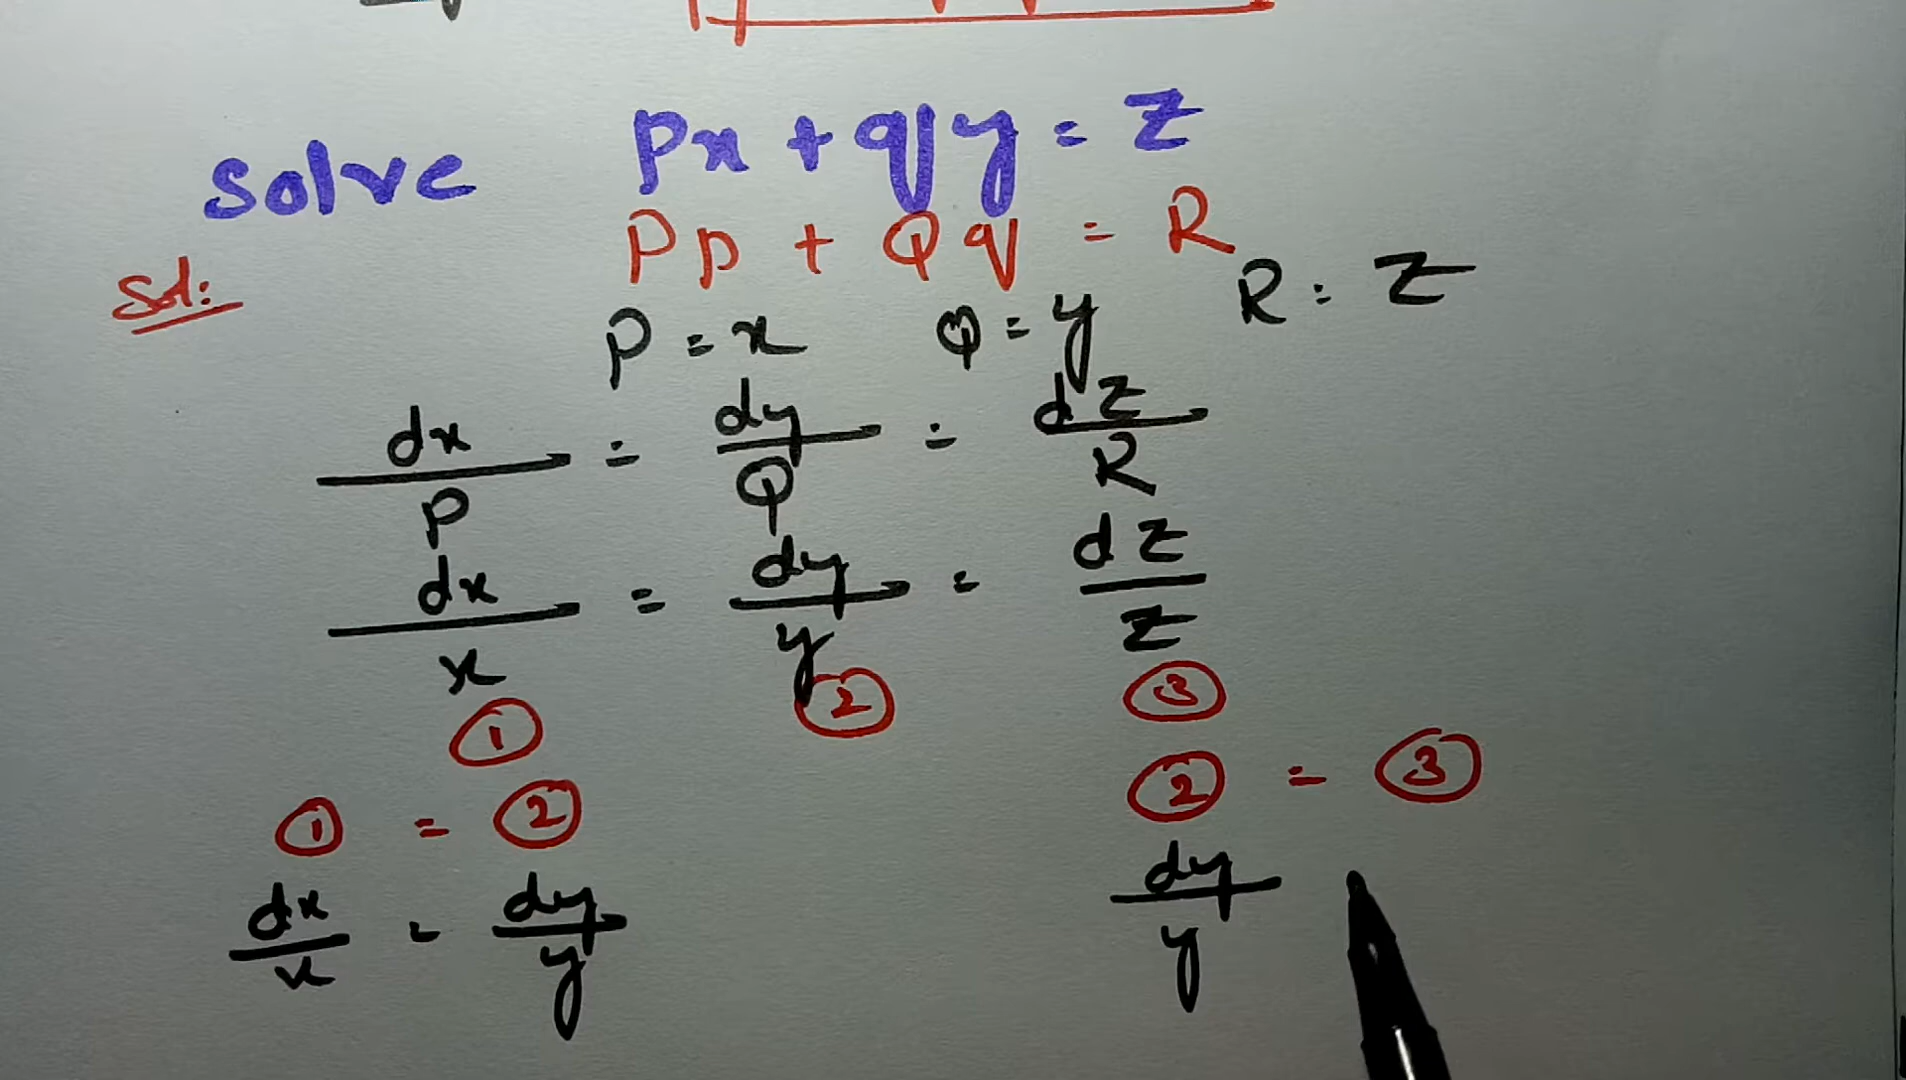 Solve px + qy = z
Sol: Pp + Qq = R
P = x Q = y R = z
dx/P = dy/Q = dz/R
dx/x = dy/y = dz/z
① ② ③
① = ② ② = ③
dx/x = dy/y dy/y